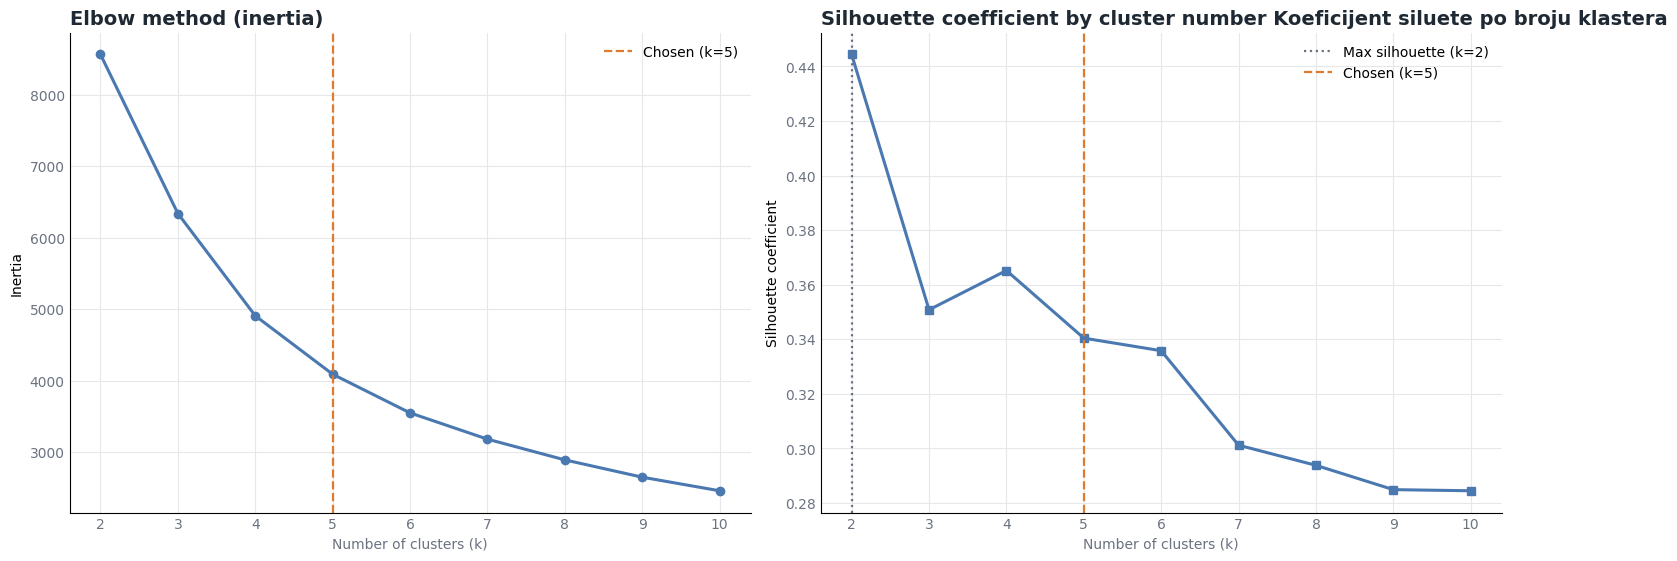 Elbow method (inertia)
Chosen (k=5)
Inertia
8000
7000
6000
5000
4000
3000
2 3 4 5 6 7 8 9 10
Number of clusters (k)
Silhouette coefficient by cluster number Koeficijent siluete po broju klastera
Max silhouette (k=2)
Chosen (k=5)
Silhouette coefficient
0.44
0.42
0.40
0.38
0.36
0.34
0.32
0.30
0.28
2 3 4 5 6 7 8 9 10
Number of clusters (k)